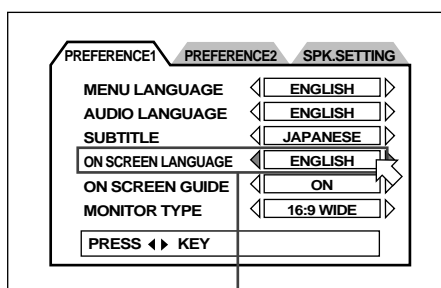 PREFERENCE1 PREFERENCE2 SPK.SETTING
MENU LANGUAGE ENGLISH
AUDIO LANGUAGE ENGLISH
SUBTITLE JAPANESE
ON SCREEN LANGUAGE ENGLISH
ON SCREEN GUIDE ON
MONITOR TYPE 16:9 WIDE
PRESS KEY